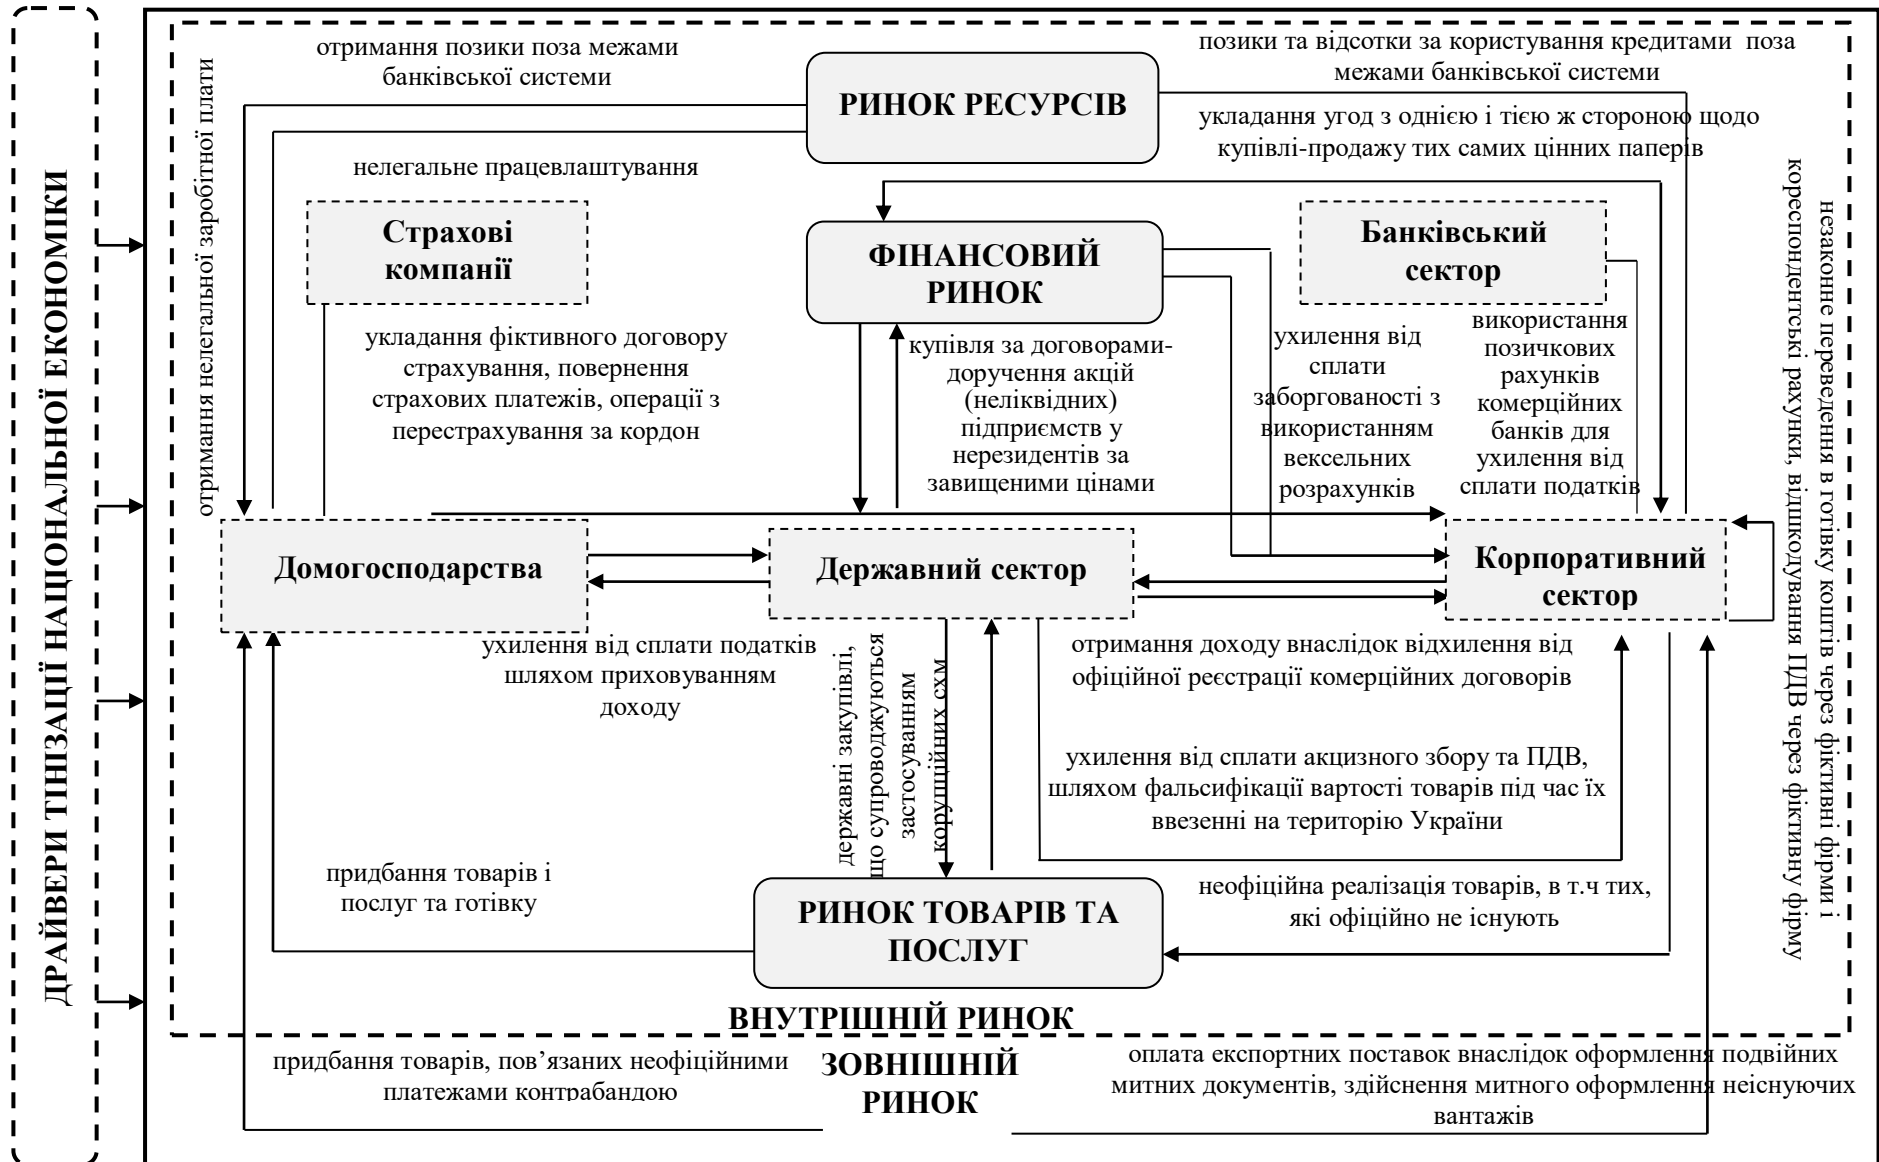 ДРАЙВЕРИ ТІНІЗАЦІЇ НАЦІОНАЛЬНОЇ ЕКОНОМІКИ
отримання позики поза межами
банківської системи
РИНОК РЕСУРСІВ
позики та відсотки за користування кредитами поза
межами банківської системи
укладання угод з однією і тією ж стороною щодо
купівлі-продажу тих самих цінних паперів
отримання нелегальної заробітної плати
нелегальне працевлаштування
Страхові
компанії
ФІНАНСОВИЙ
РИНОК
Банківський
сектор
незаконне переведення в готівку коштів через фіктивні фірми і
кореспондентські рахунки, відшкодування ПДВ через фіктивну фірму
укладання фіктивного договору
страхування, повернення
страхових платежів, операції з
перестрахування за кордон
купівля за договорами-
доручення акцій
(неліквідних)
підприємств у
нерезидентів за
завищеними цінами
ухилення від
сплати
заборгованості з
використанням
вексельних
розрахунків
використання
позичкових
рахунків
комерційних
банків для
ухилення від
сплати податків
Домогосподарства
Державний сектор
Корпоративний
сектор
ухилення від сплати податків
шляхом приховуванням
доходу
державні закупівлі,
що супроводжуються
застосуванням
корупційних схм
отримання доходу внаслідок відхилення від
офіційної реєстрації комерційних договорів
ухилення від сплати акцизного збору та ПДВ,
шляхом фальсифікації вартості товарів під час їх
ввезенні на територію України
придбання товарів і
послуг та готівку
РИНОК ТОВАРІВ ТА
ПОСЛУГ
неофіційна реалізація товарів, в т.ч тих,
які офіційно не існують
ВНУТРІШНІЙ РИНОК
ЗОВНІШНІЙ
РИНОК
придбання товарів, пов’язаних неофіційними
платежами контрабандою
оплата експортних поставок внаслідок оформлення подвійних
митних документів, здійснення митного оформлення неіснуючих
вантажів